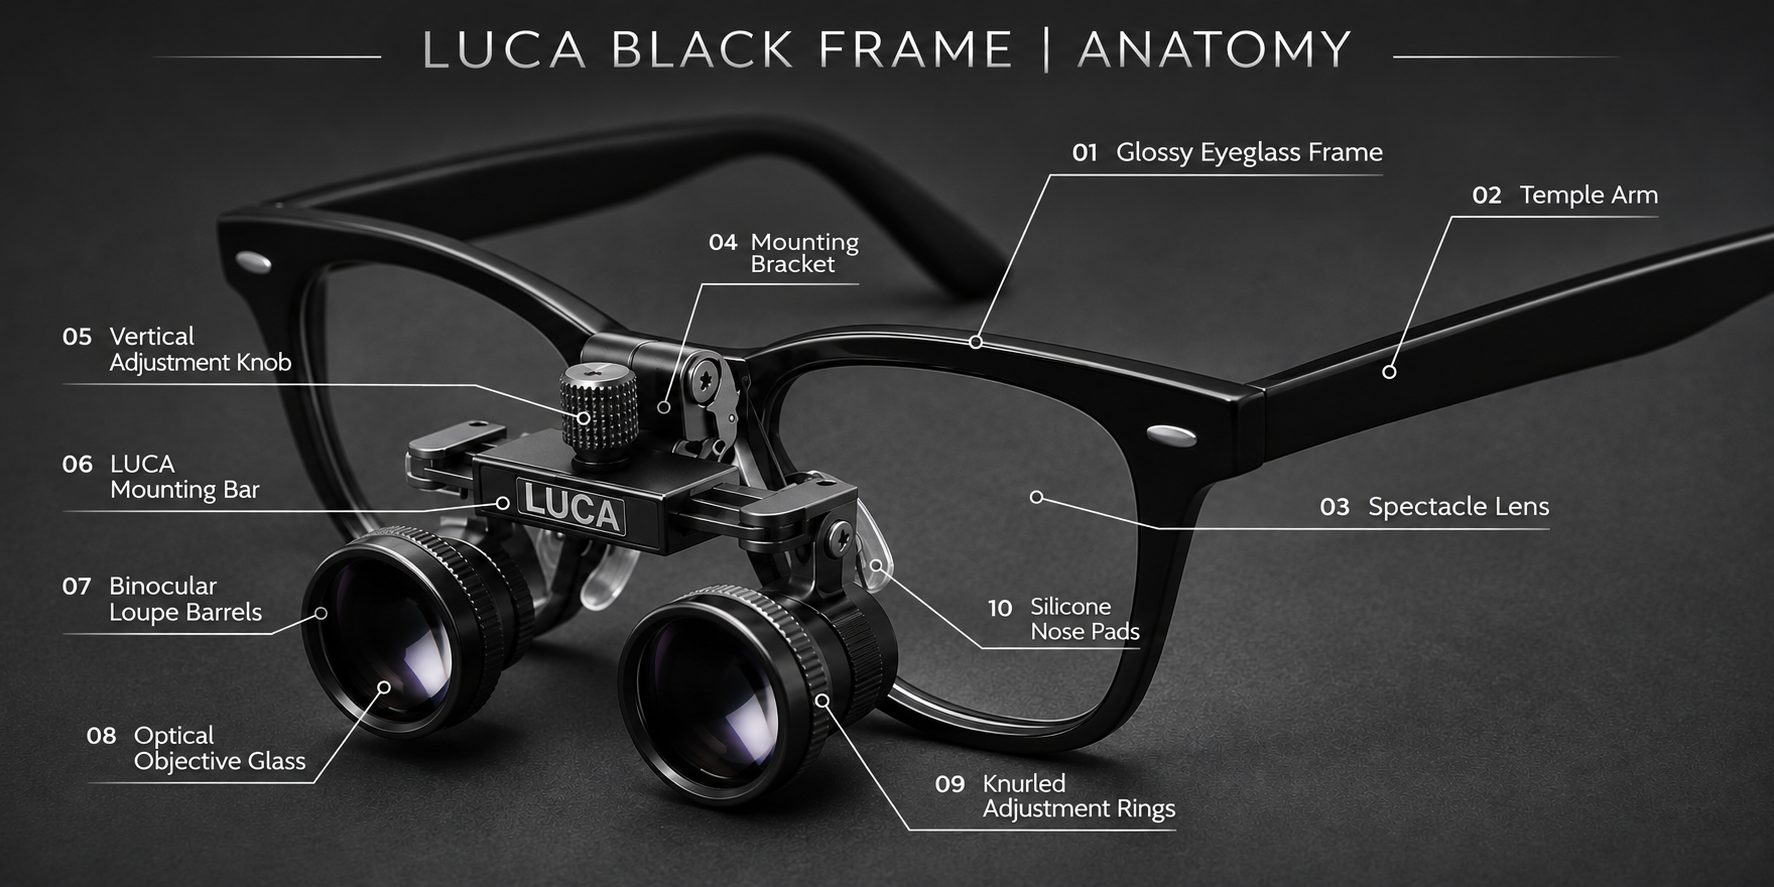 LUCA BLACK FRAME | ANATOMY
01 Glossy Eyeglass Frame
02 Temple Arm
04 Mounting
Bracket
05 Vertical
Adjustment Knob
06 LUCA
Mounting Bar
LUCA
03 Spectacle Lens
07 Binocular
Loupe Barrels
10 Silicone
Nose Pads
08 Optical
Objective Glass
09 Knurled
Adjustment Rings